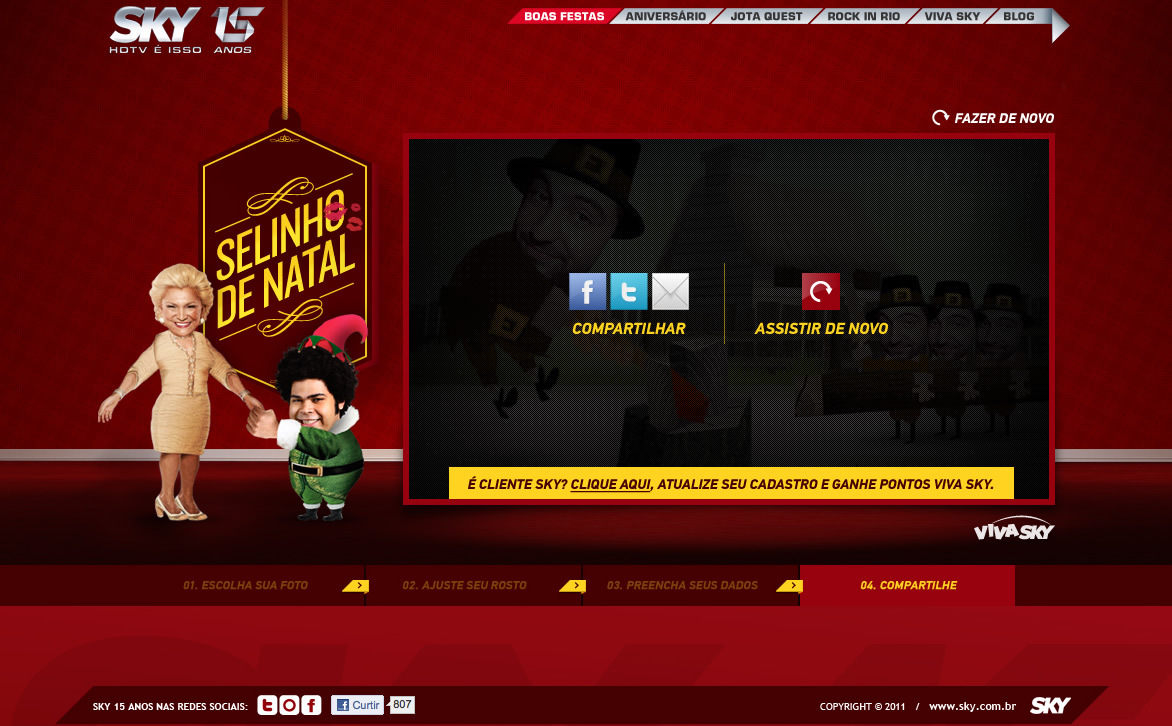 SKY 15
HDTV É ISSO ANOS
BOAS FESTAS
ANIVERSÁRIO
JOTA QUEST
ROCK IN RIO
VIVA SKY
BLOG
FAZER DE NOVO
SELINHO
DE NATAL
COMPARTILHAR
ASSISTIR DE NOVO
É CLIENTE SKY? CLIQUE AQUI, ATUALIZE SEU CADASTRO E GANHE PONTOS VIVA SKY.
VIVA SKY
01. ESCOLHA SUA FOTO
02. AJUSTE SEU ROSTO
03. PREENCHA SEUS DADOS
04. COMPARTILHE
SKY 15 ANOS NAS REDES SOCIAIS:
Curtir
807
COPYRIGHT © 2011 / www.sky.com.br
SKY